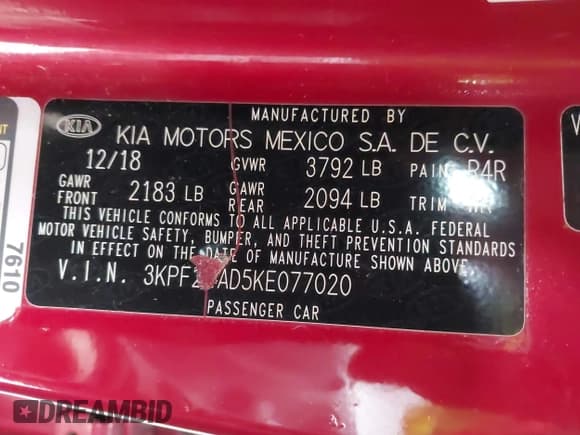 MANUFACTURED BY
KIA KIA MOTORS MEXICO S.A. DE C.V.
12/18 GVWR 3792 LB R4R
GAWR FRONT 2183 LB GAWR REAR 2094 LB TRIM
THIS VEHICLE CONFORMS TO ALL APPLICABLE U.S.A. FEDERAL
MOTOR VEHICLE SAFETY, BUMPER, AND THEFT PREVENTION STANDARDS
IN EFFECT ON THE DATE OF MANUFACTURE SHOWN ABOVE
V.I.N.
PASSENGER CAR
7610
DREAMBID